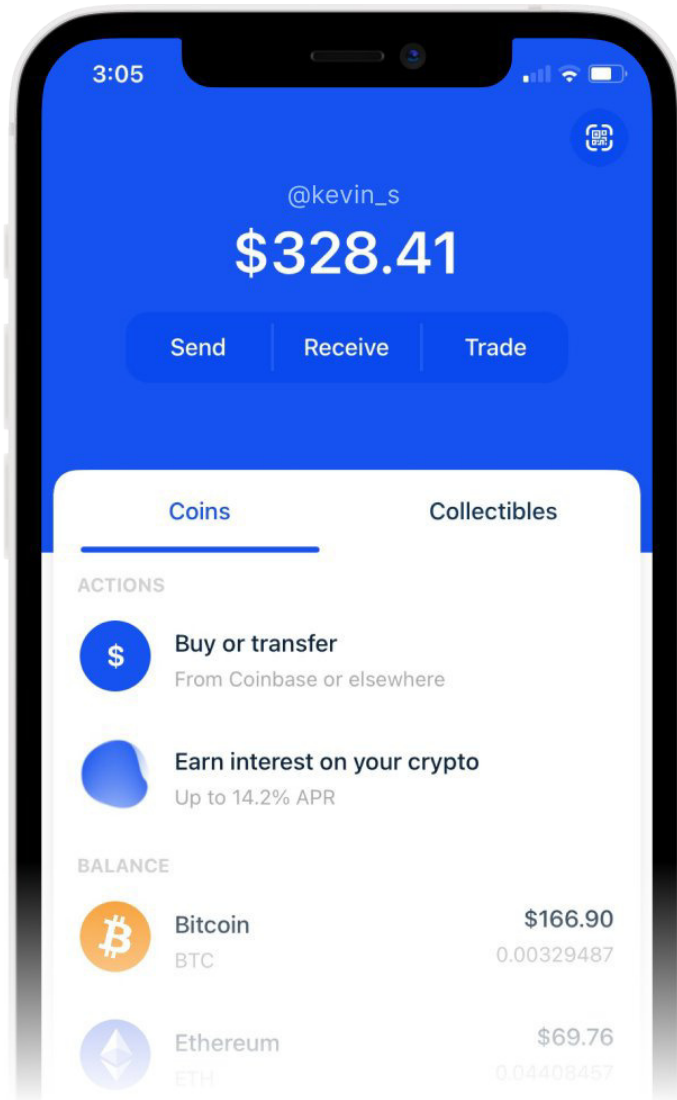 3:05
@kevin_s
$328.41
Send Receive Trade
Coins Collectibles
ACTIONS
$
Buy or transfer
From Coinbase or elsewhere
Earn interest on your crypto
Up to 14.2% APR
BALANCE
Bitcoin $166.90
BTC 0.00329487
Ethereum $69.76
ETH 0.04408457